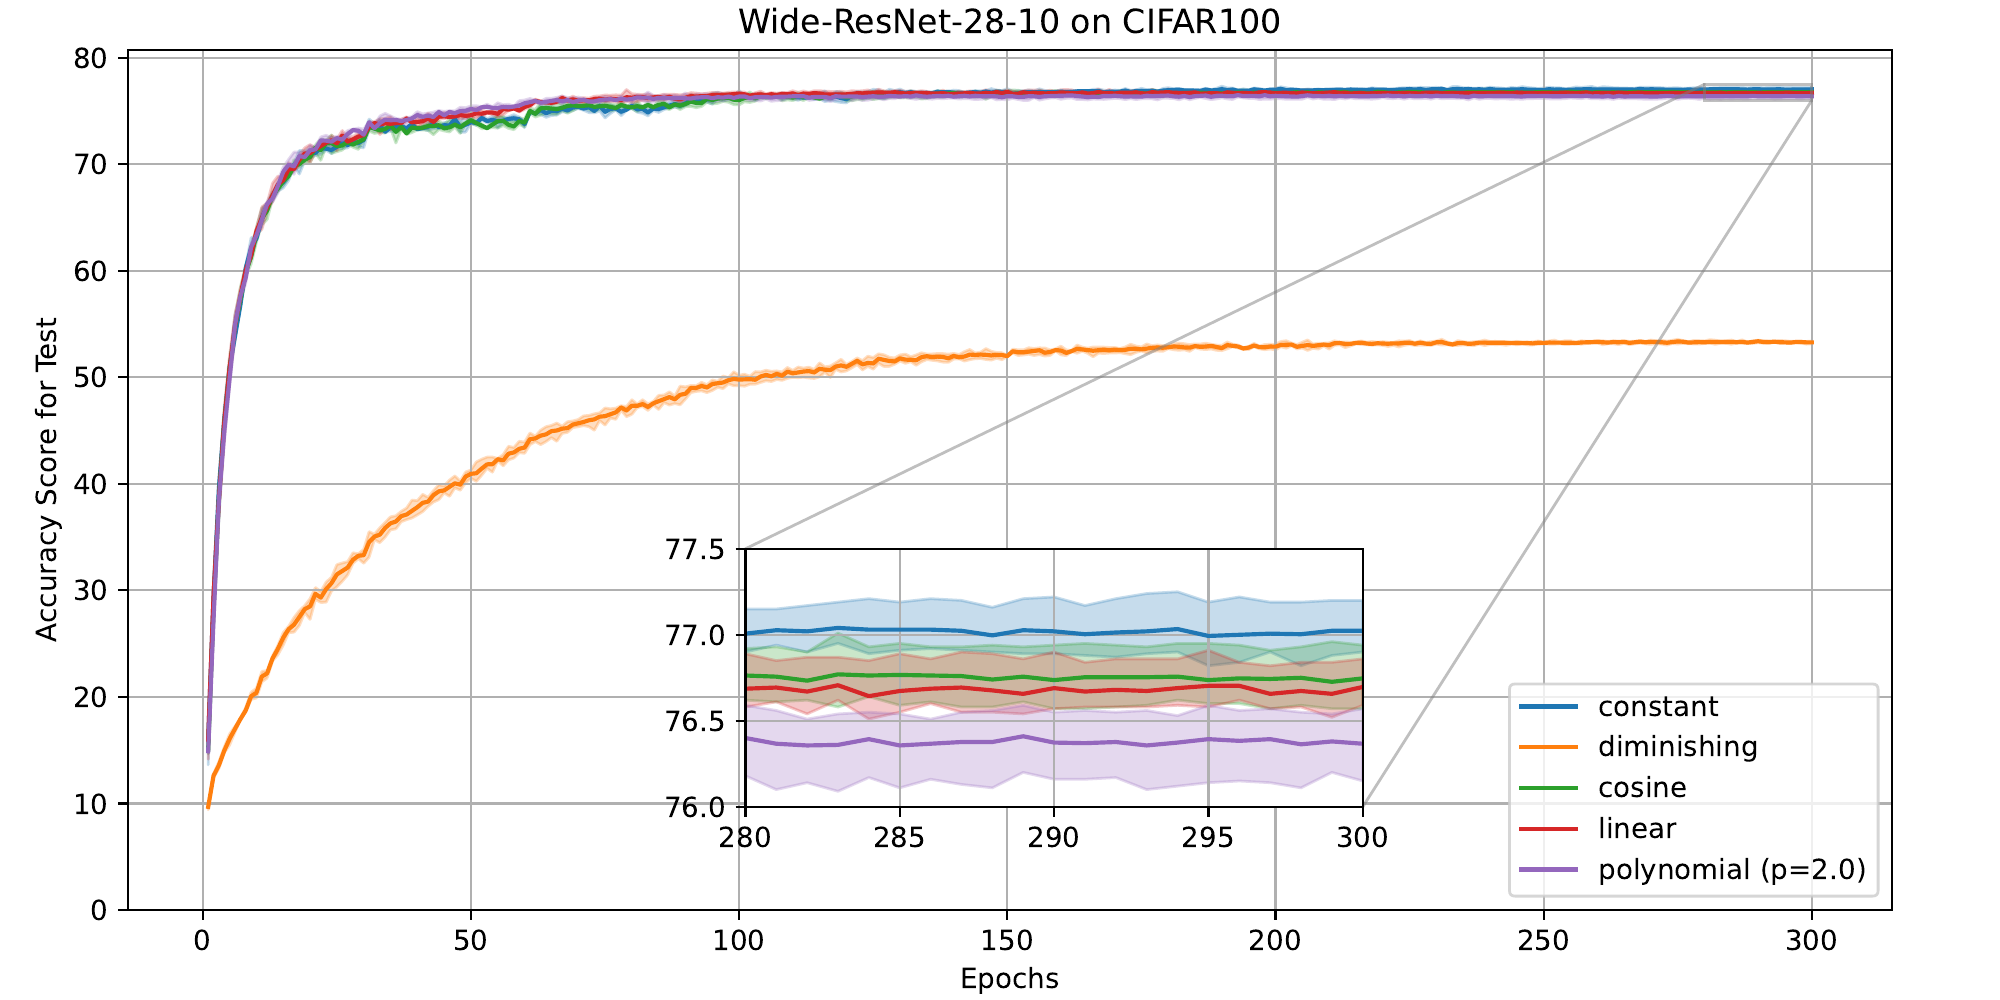 Wide-ResNet-28-10 on CIFAR100
Accuracy Score for Test
80
70
60
50
40
30
20
10
0
77.5
77.0
76.5
76.0
280 285 290 295 300
constant
diminishing
cosine
linear
polynomial (p=2.0)
0 50 100 150 200 250 300
Epochs